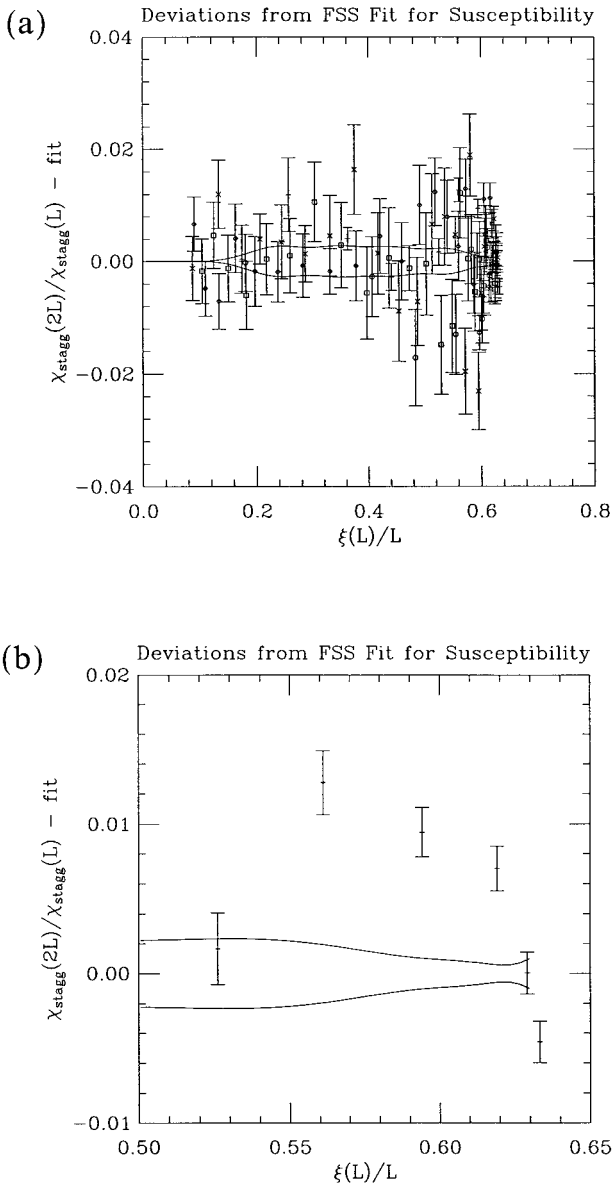 (a)
Deviations from FSS Fit for Susceptibility
χstagg(2L)/χstagg(L) − fit
0.04
0.02
0.00
−0.02
−0.04
0.0 0.2 0.4 0.6 0.8
ξ(L)/L
(b)
Deviations from FSS Fit for Susceptibility
χstagg(2L)/χstagg(L) − fit
0.02
0.01
0.00
−0.01
0.50 0.55 0.60 0.65
ξ(L)/L